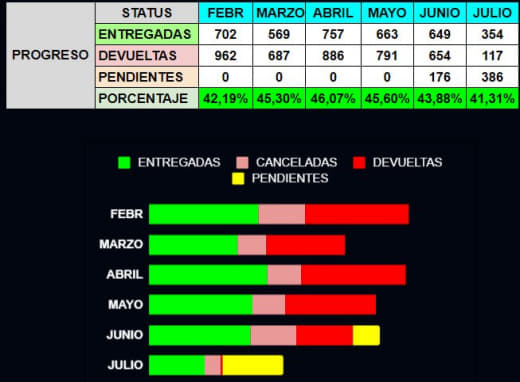 STATUS FEBR MARZO ABRIL MAYO JUNIO JULIO
ENTREGADAS 702 569 757 663 649 354
PROGRESO DEVUELTAS 962 687 886 791 654 117
PENDIENTES 0 0 0 0 176 386
PORCENTAJE 42,19% 45,30% 46,07% 45,60% 43,88% 41,31%
ENTREGADAS CANCELADAS DEVUELTAS
PENDIENTES
FEBR
MARZO
ABRIL
MAYO
JUNIO
JULIO